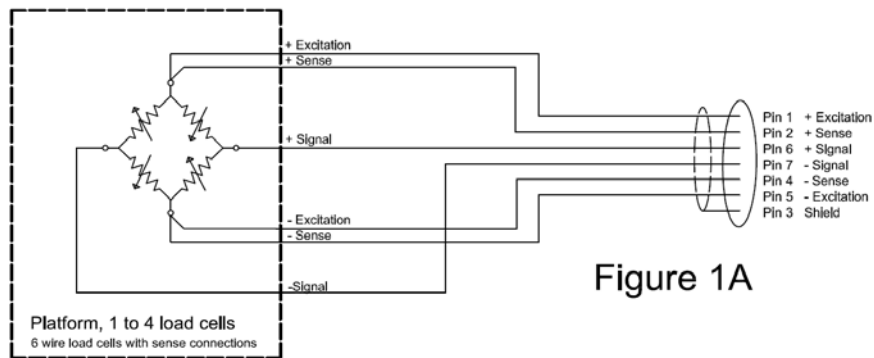 + Excitation
+ Sense
+ Signal
- Excitation
- Sense
-Signal
Platform, 1 to 4 load cells
6 wire load cells with sense connections
Pin 1 + Excitation
Pin 2 + Sense
Pin 6 + Signal
Pin 7 - Signal
Pin 4 - Sense
Pin 5 - Excitation
Pin 3 Shield
Figure 1A